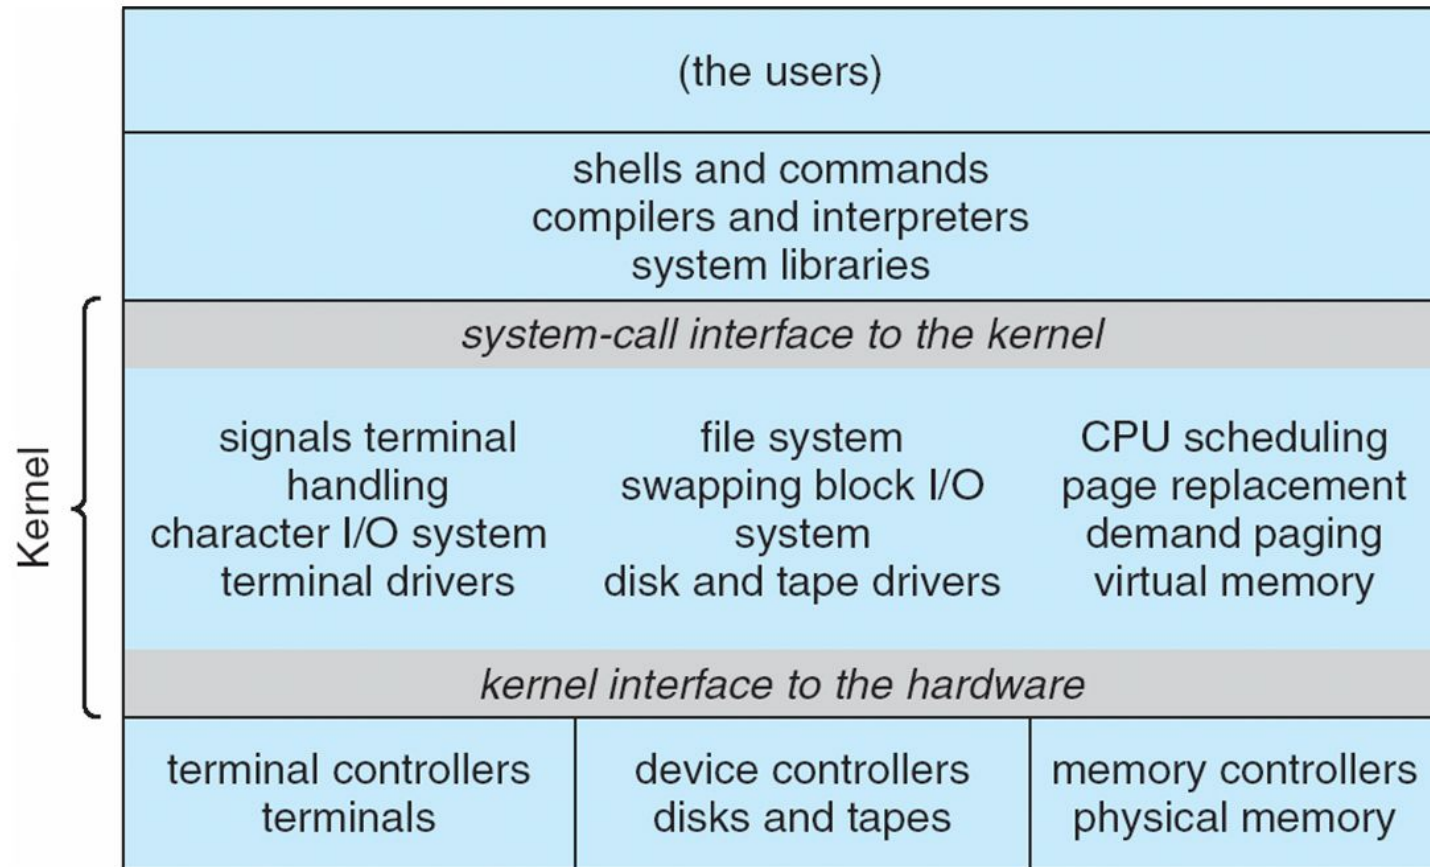 (the users)
shells and commands
compilers and interpreters
system libraries
Kernel
system-call interface to the kernel
signals terminal
handling
character I/O system
terminal drivers
file system
swapping block I/O
system
disk and tape drivers
CPU scheduling
page replacement
demand paging
virtual memory
kernel interface to the hardware
terminal controllers
terminals
device controllers
disks and tapes
memory controllers
physical memory